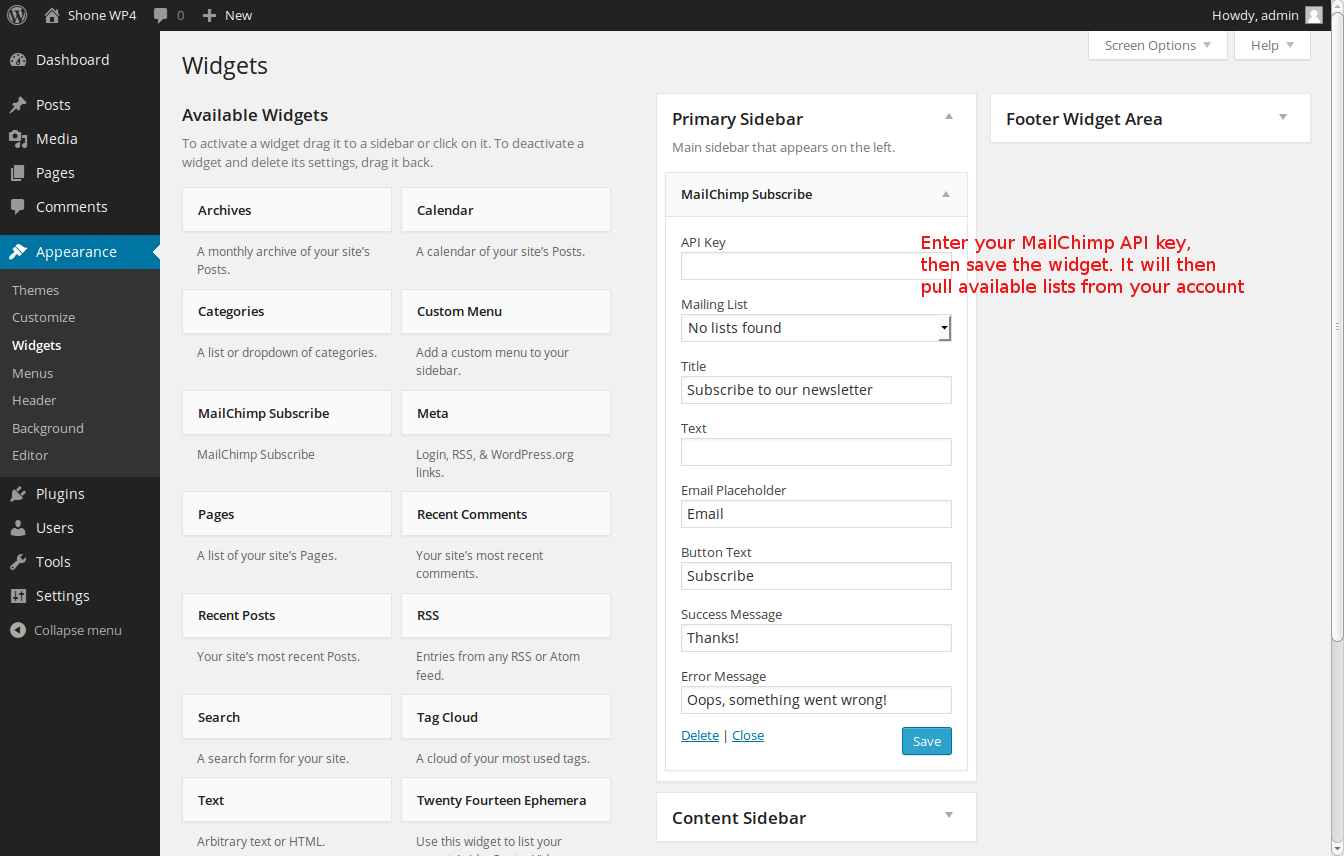 Shone WP4
0
New
Howdy, admin
Dashboard
Posts
Media
Pages
Comments
Appearance
Themes
Customize
Widgets
Menus
Header
Background
Editor
Plugins
Users
Tools
Settings
Collapse menu
Screen Options
Help
Widgets
Available Widgets
To activate a widget drag it to a sidebar or click on it. To deactivate a
widget and delete its settings, drag it back.
Archives
A monthly archive of your site’s
Posts.
Calendar
A calendar of your site’s Posts.
Categories
A list or dropdown of categories.
Custom Menu
Add a custom menu to your
sidebar.
MailChimp Subscribe
MailChimp Subscribe
Meta
Login, RSS, & WordPress.org
links.
Pages
A list of your site’s Pages.
Recent Comments
Your site’s most recent
comments.
Recent Posts
Your site’s most recent Posts.
RSS
Entries from any RSS or Atom
feed.
Search
A search form for your site.
Tag Cloud
A cloud of your most used tags.
Text
Arbitrary text or HTML.
Twenty Fourteen Ephemera
Use this widget to list your
Primary Sidebar
Main sidebar that appears on the left.
MailChimp Subscribe
API Key
Enter your MailChimp API key,
then save the widget. It will then
pull available lists from your account
Mailing List
No lists found
Title
Subscribe to our newsletter
Text
Email Placeholder
Email
Button Text
Subscribe
Success Message
Thanks!
Error Message
Oops, something went wrong!
Delete | Close
Save
Content Sidebar
Footer Widget Area